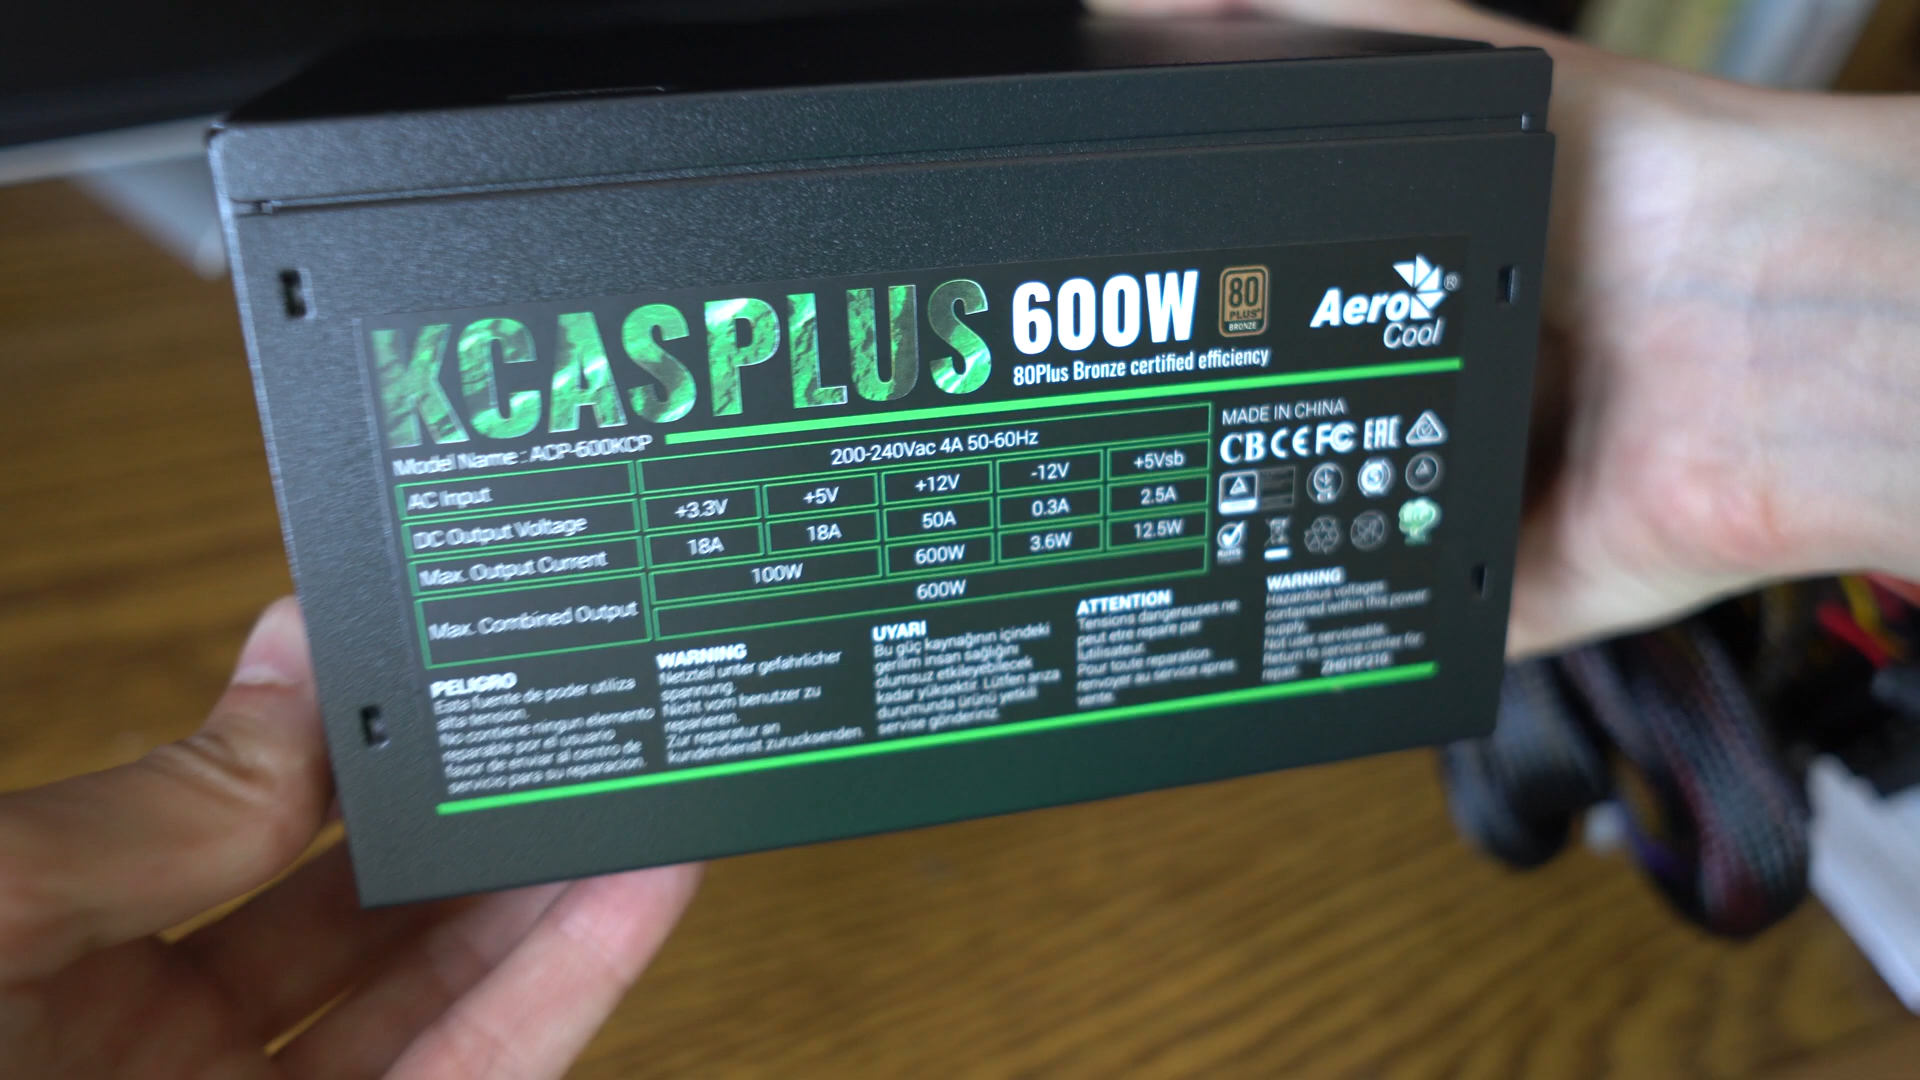 KCASPLUS 600W 80 PLUS BRONZE AeroCool ®
80Plus Bronze certified efficiency
Model Name : ACP-600KCP
AC Input 200-240Vac 4A 50-60Hz
DC Output Voltage +3.3V +5V +12V -12V +5Vsb
Max. Output Current 18A 18A 50A 0.3A 2.5A
Max. Combined Output 100W 600W 3.6W 12.5W
600W
MADE IN CHINA
CB CE FC EAC
PELIGRO
Esta fuente de poder utiliza
alta tension.
No contiene ningun elemento
reparable por el usuario
favor de enviar al centro de
servicio para su reparacion.
WARNING
Netzteil unter gefahrlicher
spannung.
Nicht vom benutzer zu
reparieren.
Zur reparatur an
kundendienst zurucksenden.
UYARI
Bu güç kaynağının içindeki
gerilim insan sağlığını
olumsuz etkileyebilecek
kadar yüksektir. Lütfen arıza
durumunda ürünü yetkili
servise gönderiniz.
ATTENTION
Tensions dangereuses ne
peut etre repare par
lutilisateur.
Pour toute reparation
renvoyer au service apres
vente.
WARNING
Hazardous voltages
contained within this power
supply.
Not user serviceable.
Return to service center for
repair.